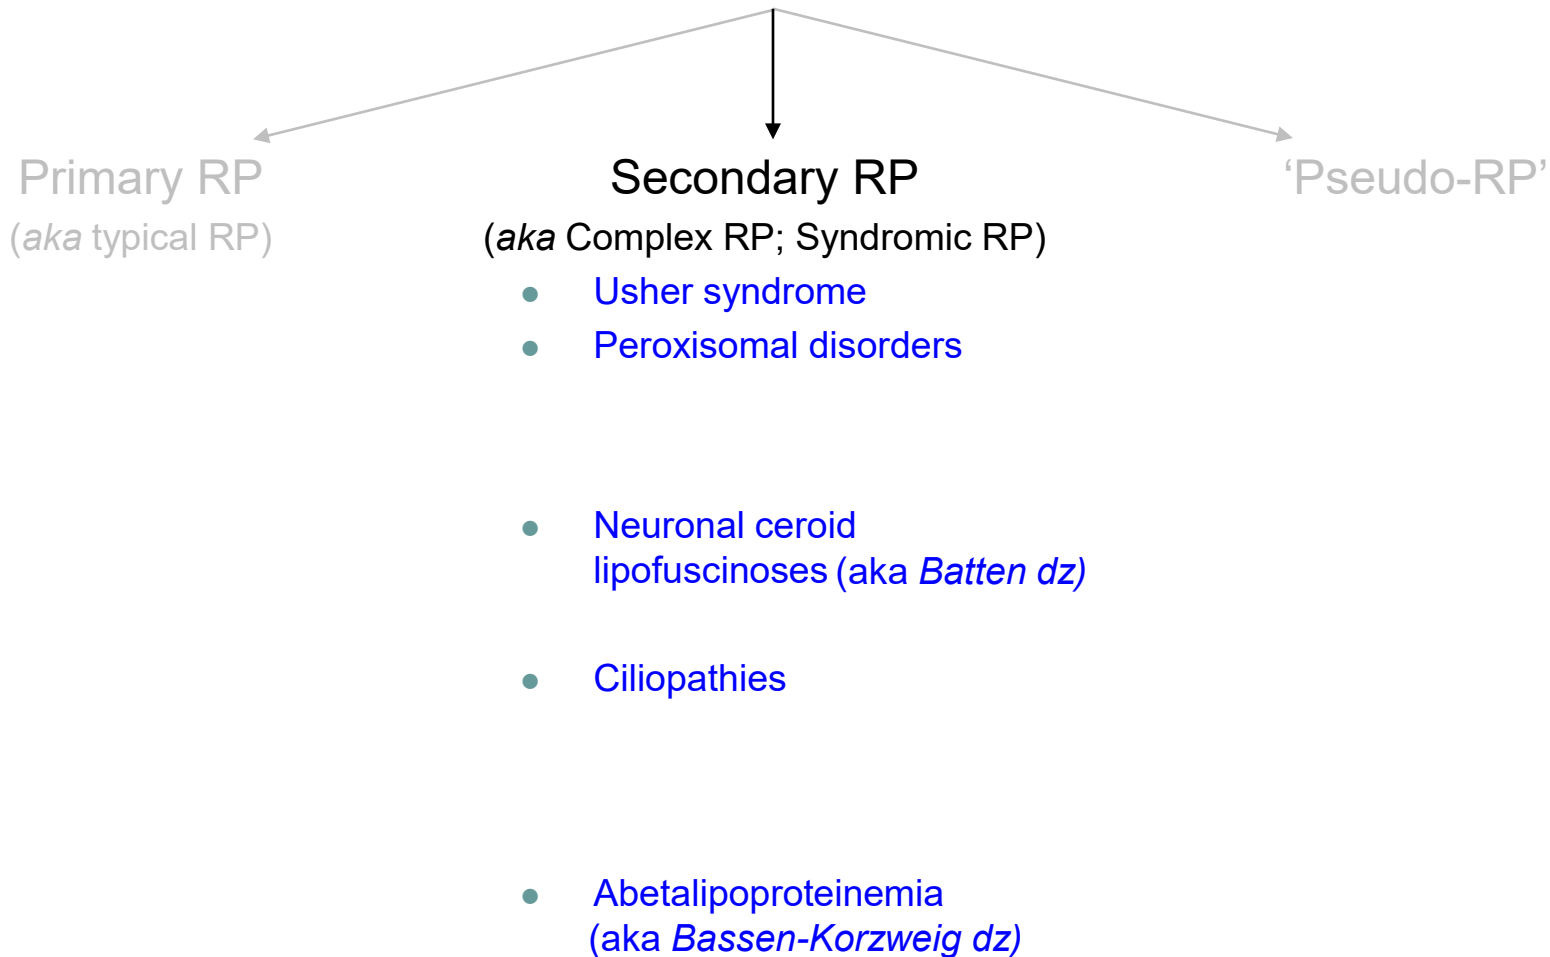 Primary RP
(aka typical RP)
Secondary RP
(aka Complex RP; Syndromic RP)
‘Pseudo-RP’
● Usher syndrome
● Peroxisomal disorders
● Neuronal ceroid
lipofuscinoses (aka Batten dz)
● Ciliopathies
● Abetalipoproteinemia
(aka Bassen-Korzweig dz)